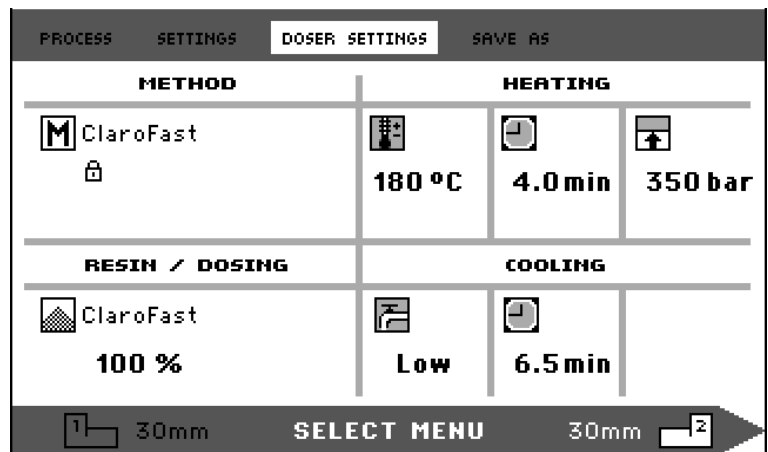 PROCESS SETTINGS DOSER SETTINGS SAVE AS
METHOD
HEATING
M ClaroFast
180 ºC
4.0 min
350 bar
RESIN / DOSING
COOLING
ClaroFast
100 %
Low
6.5 min
1 30mm SELECT MENU 30mm 2